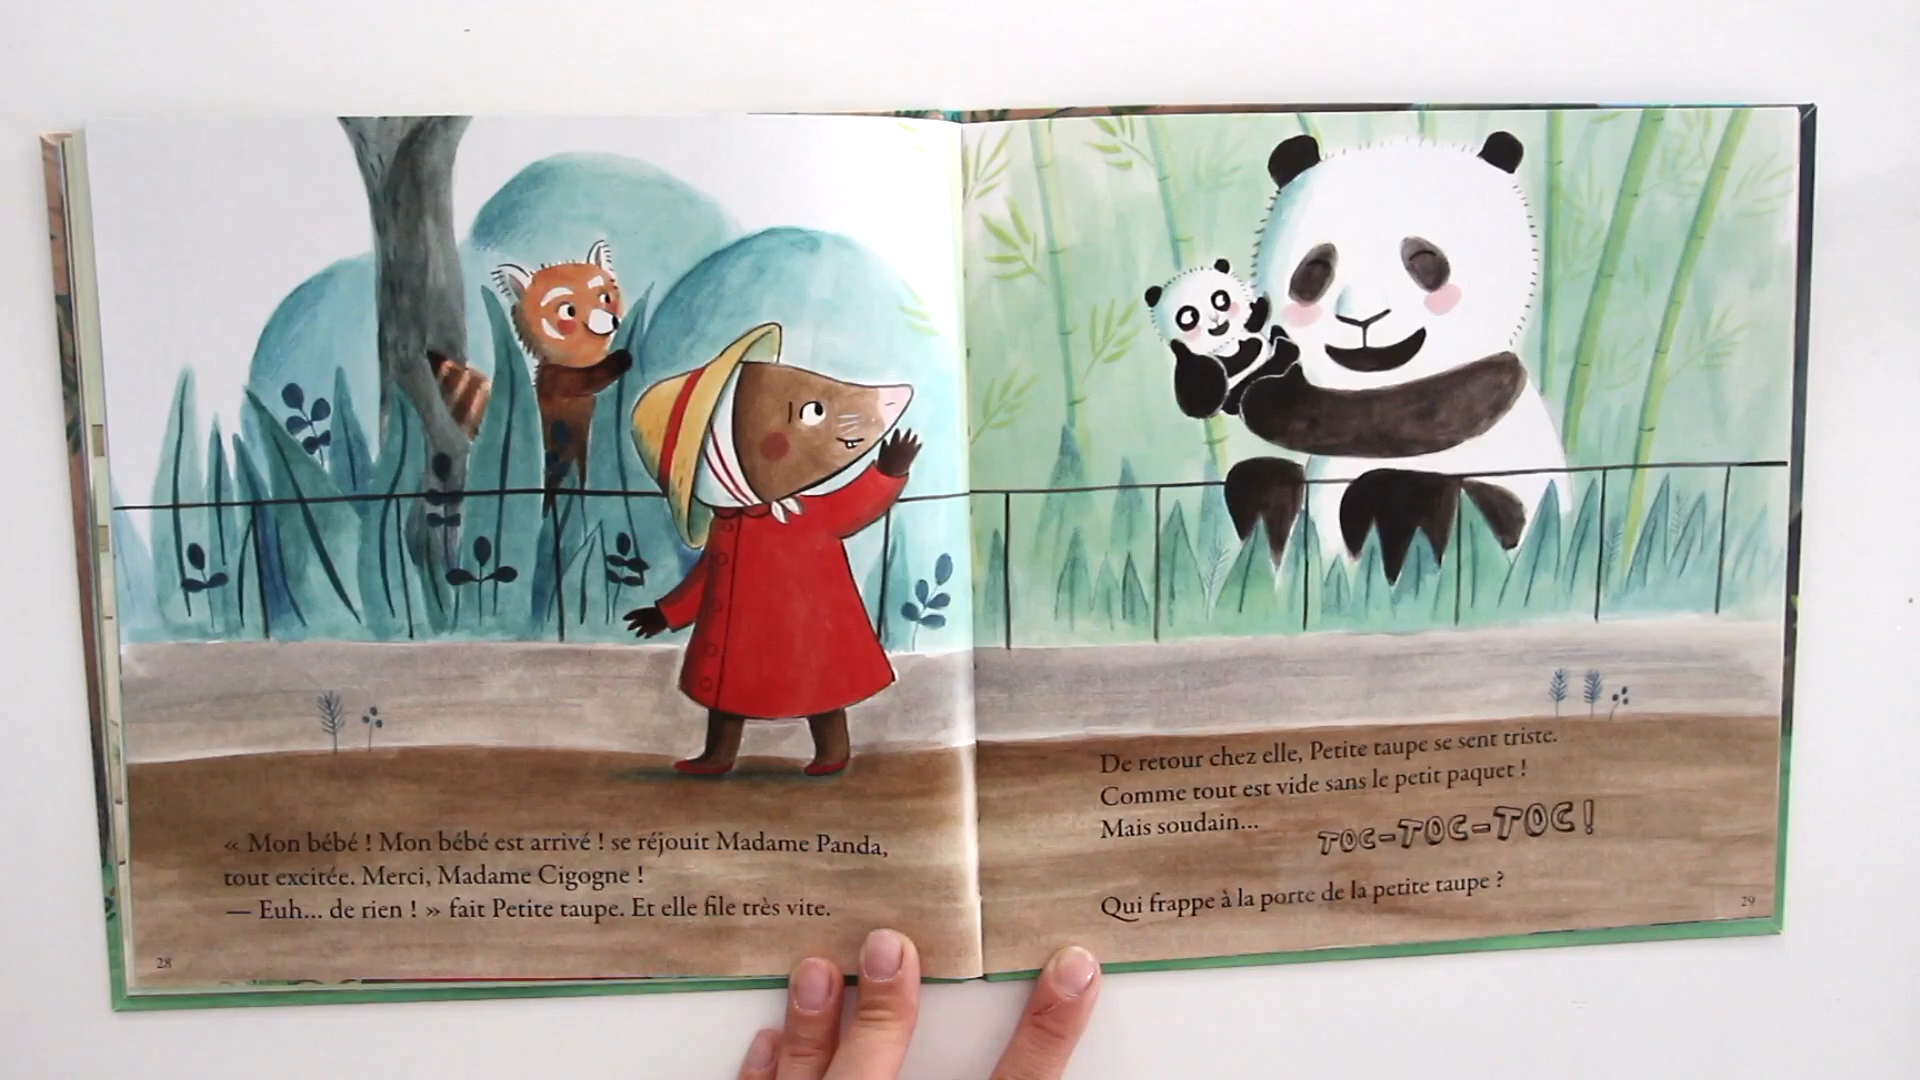 « Mon bébé ! Mon bébé est arrivé ! se réjouit Madame Panda,
tout excitée. Merci, Madame Cigogne !
— Euh... de rien ! » fait Petite taupe. Et elle file très vite.
28
De retour chez elle, Petite taupe se sent triste.
Comme tout est vide sans le petit paquet !
Mais soudain...
TOC-TOC-TOC !
Qui frappe à la porte de la petite taupe ?
29